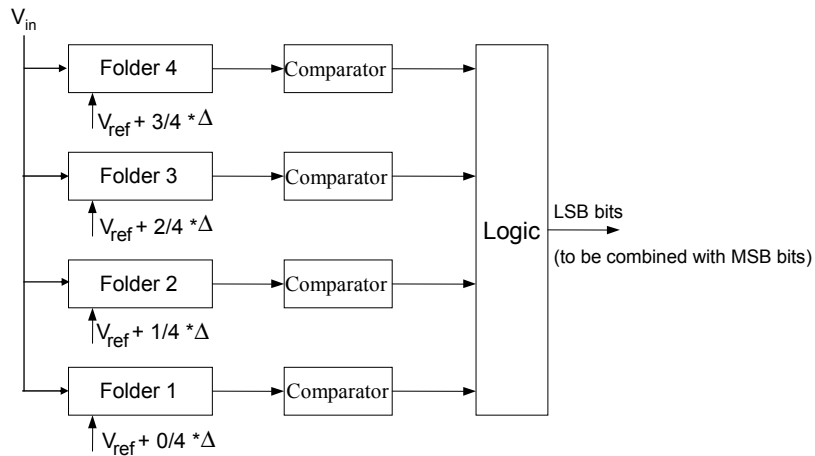 V_in
Folder 4
Comparator
V_ref + 3/4 *Δ
Folder 3
Comparator
V_ref + 2/4 *Δ
Logic
LSB bits
(to be combined with MSB bits)
Folder 2
Comparator
V_ref + 1/4 *Δ
Folder 1
Comparator
V_ref + 0/4 *Δ